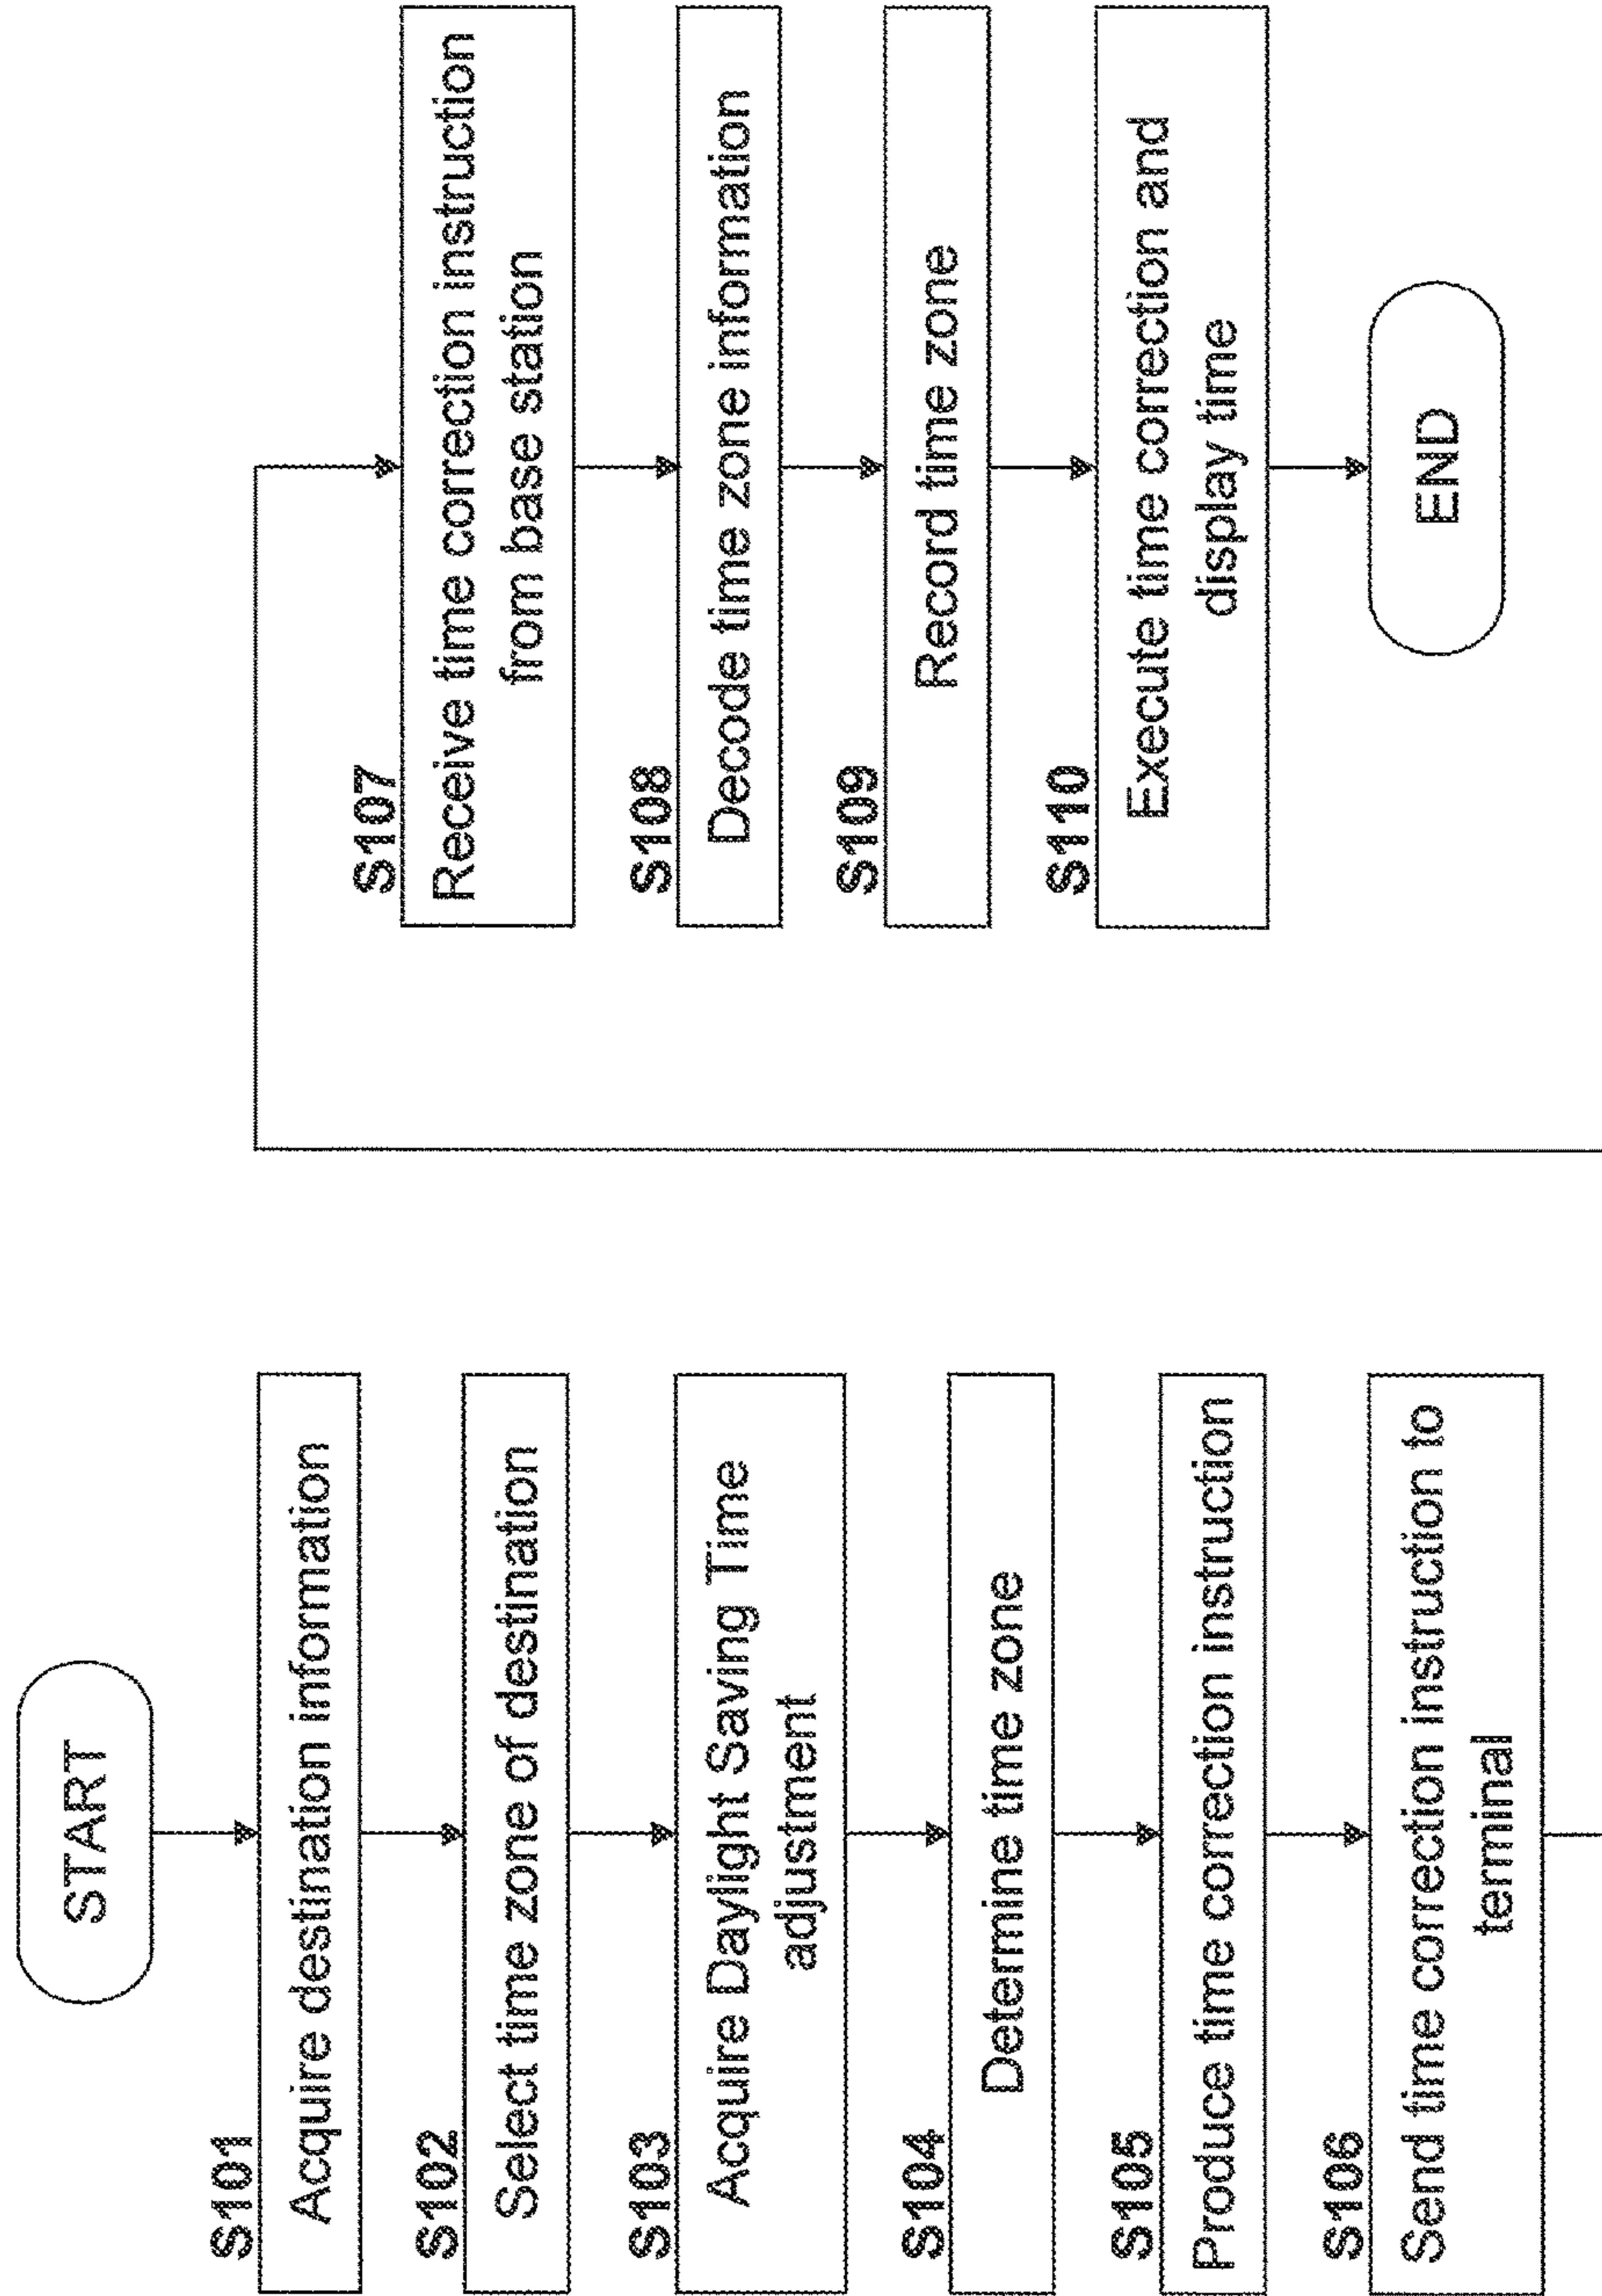 START
S101
Acquire destination information
S102
Select time zone of destination
S103
Acquire Daylight Saving Time
adjustment
S104
Determine time zone
S105
Produce time correction instruction
S106
Send time correction instruction to
terminal
S107
Receive time correction instruction
from base station
S108
Decode time zone information
S109
Record time zone
S110
Execute time correction and
display time
END